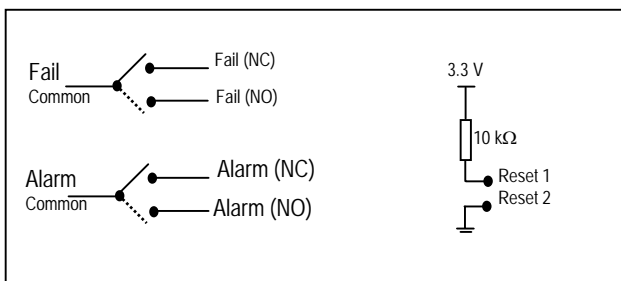 Fail
Common
Fail (NC)
Fail (NO)
Alarm
Common
Alarm (NC)
Alarm (NO)
3.3 V
10 kΩ
Reset 1
Reset 2